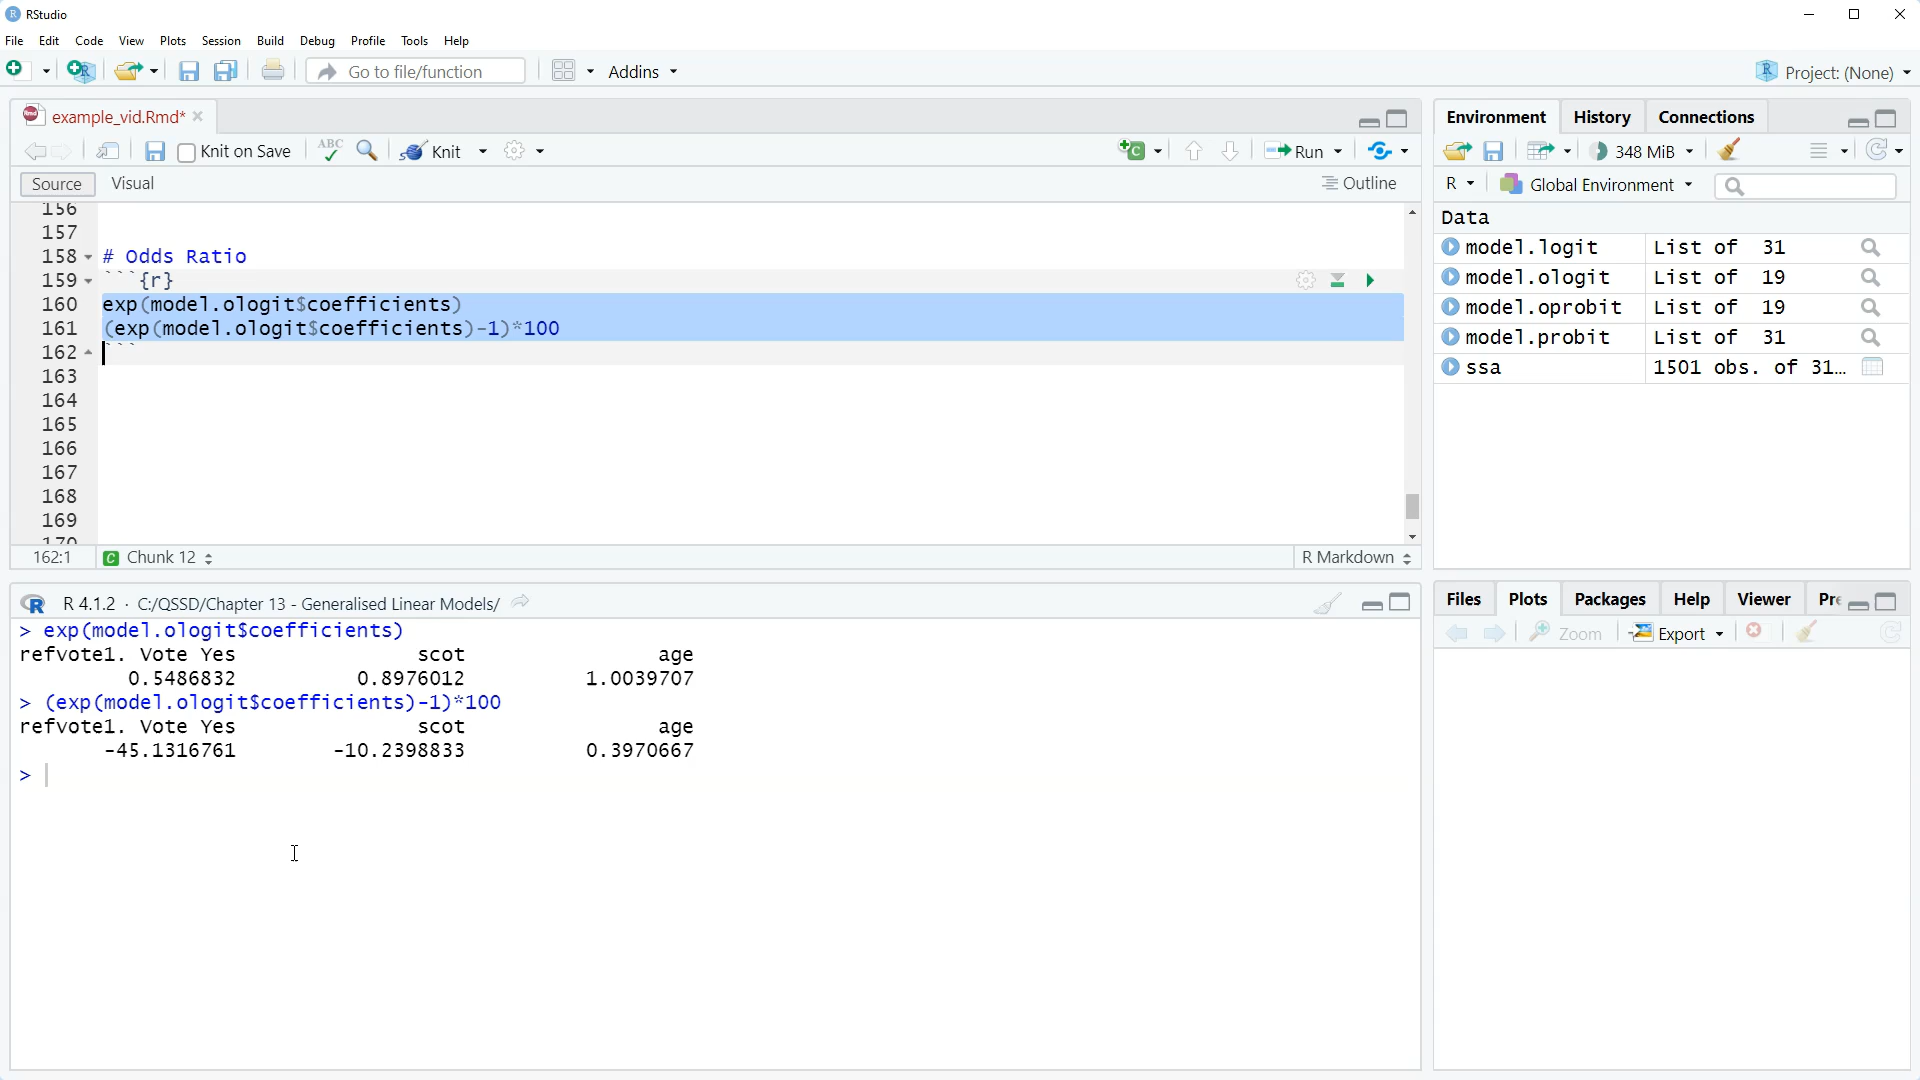 RStudio
File Edit Code View Plots Session Build Debug Profile Tools Help
Go to file/function Addins Project: (None)
example_vid.Rmd*
Knit on Save ABC Knit Run
Source Visual Outline
156
157
158 # Odds Ratio
159 ```{r}
160 exp(model.ologit$coefficients)
161 (exp(model.ologit$coefficients)-1)*100
162 ```
163
164
165
166
167
168
169
170
162:1 Chunk 12 R Markdown
R 4.1.2 · C:/QSSD/Chapter 13 - Generalised Linear Models/
> exp(model.ologit$coefficients)
refvote1. Vote Yes scot age
0.5486832 0.8976012 1.0039707
> (exp(model.ologit$coefficients)-1)*100
refvote1. Vote Yes scot age
-45.1316761 -10.2398833 0.3970667
>
Environment History Connections
348 MiB
R Global Environment
Data
model.logit List of 31
model.ologit List of 19
model.oprobit List of 19
model.probit List of 31
ssa 1501 obs. of 31…
Files Plots Packages Help Viewer Pre
Zoom Export